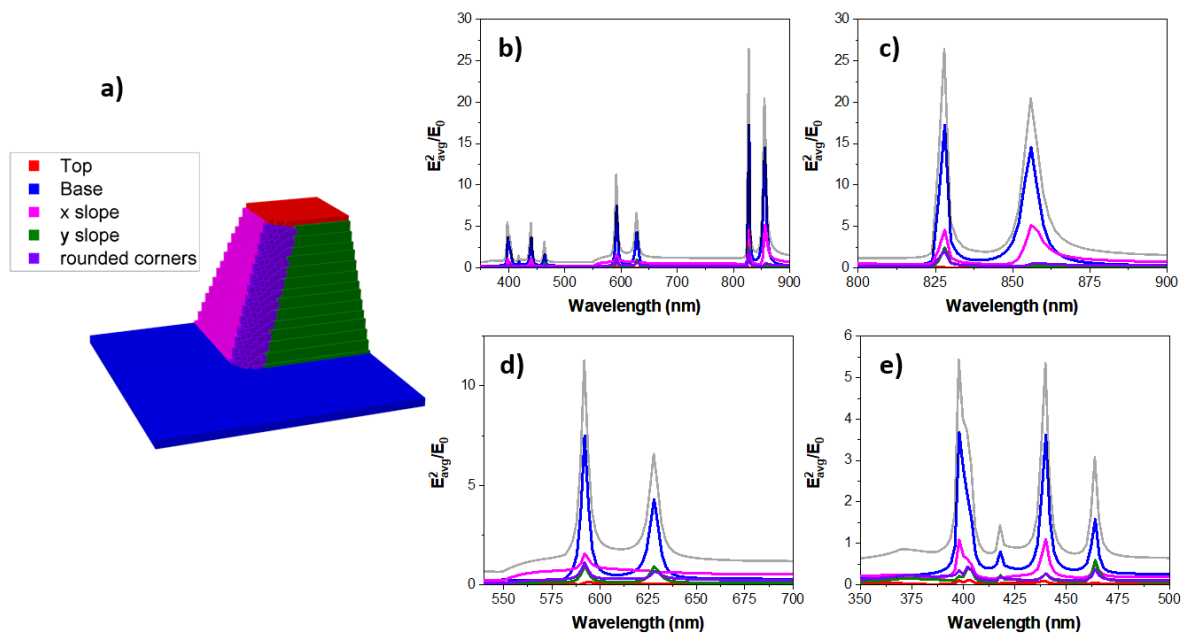 a)
Top
Base
x slope
y slope
rounded corners
b)
E²avg/E0
30
25
20
15
10
5
0
400 500 600 700 800 900
Wavelength (nm)
c)
E²avg/E0
30
25
20
15
10
5
0
800 825 850 875 900
Wavelength (nm)
d)
E²avg/E0
10
5
0
550 575 600 625 650 675 700
Wavelength (nm)
e)
E²avg/E0
6
5
4
3
2
1
0
350 375 400 425 450 475 500
Wavelength (nm)